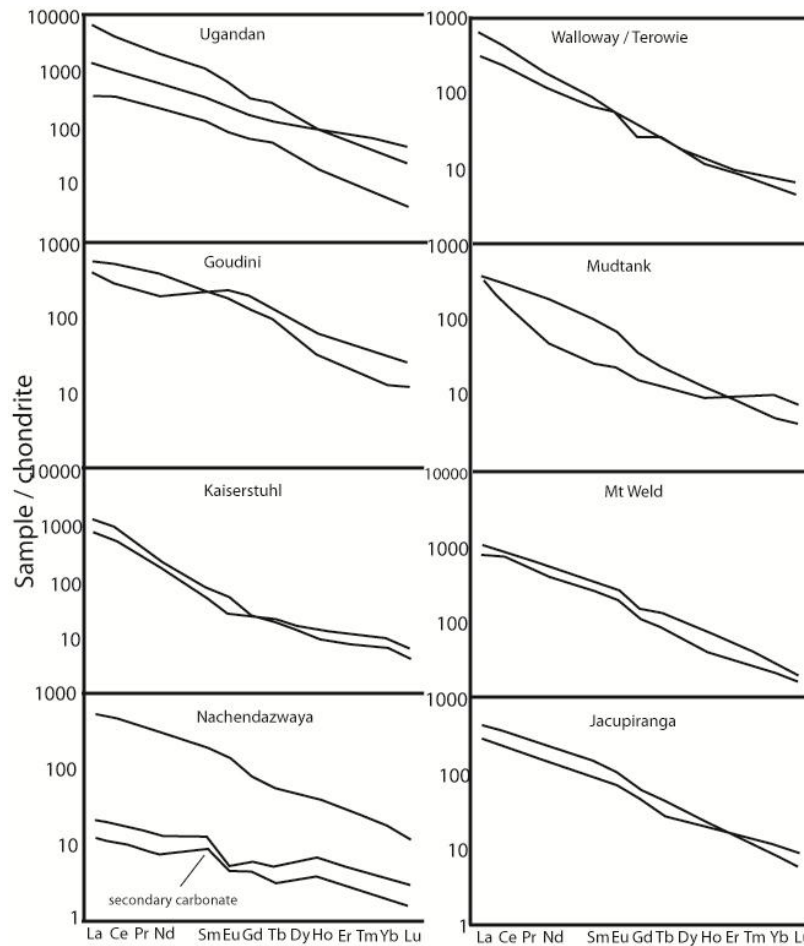 Sample / chondrite
10000
1000
100
10
Ugandan
1000
100
10
Walloway / Terowie
1000
100
10
Goudini
1000
100
10
Mudtank
10000
1000
100
10
Kaiserstuhl
10000
1000
100
Mt Weld
1000
100
10
1
Nachendazwaya
secondary carbonate
1000
100
10
1
Jacupiranga
La Ce Pr Nd Sm Eu Gd Tb Dy Ho Er Tm Yb Lu
La Ce Pr Nd Sm Eu Gd Tb Dy Ho Er Tm Yb Lu